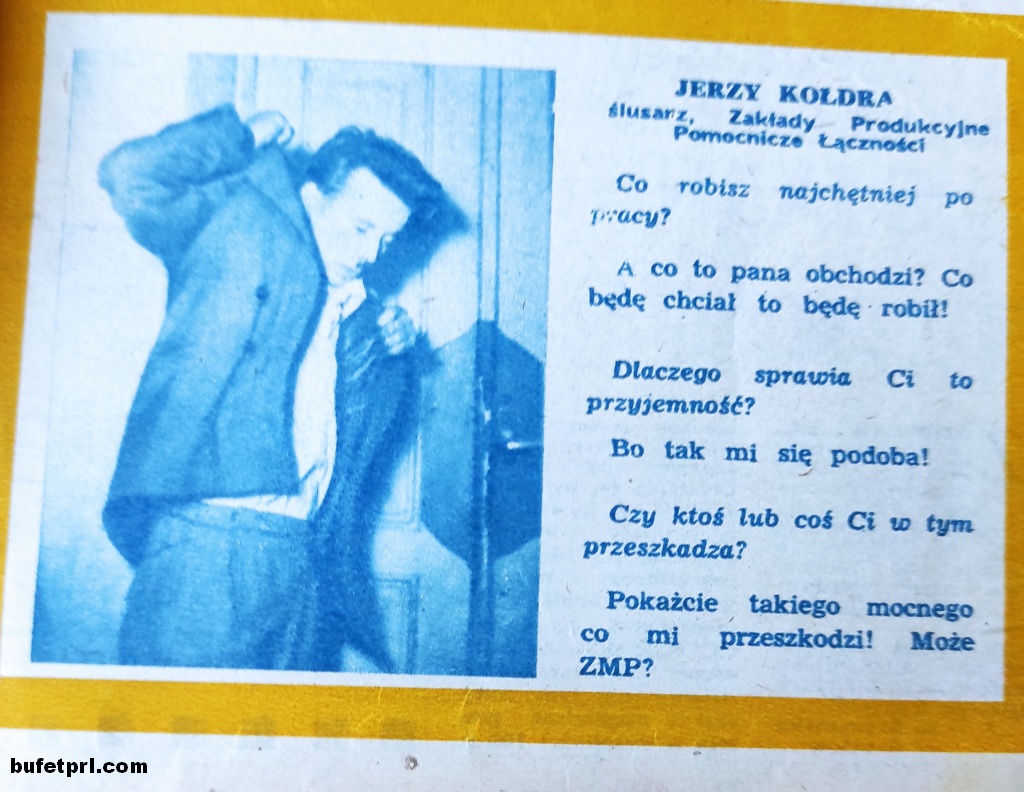 JERZY KOŁDRA
ślusarz, Zakłady Produkcyjne
Pomocnicze Łączności
Co robisz najchętniej po
pracy?
A co to pana obchodzi? Co
będę chciał to będę robił!
Dlaczego sprawia Ci to
przyjemność?
Bo tak mi się podoba!
Czy ktoś lub coś Ci w tym
przeszkadza?
Pokażcie takiego mocnego
co mi przeszkodzi! Może
ZMP?
bufetprl.com